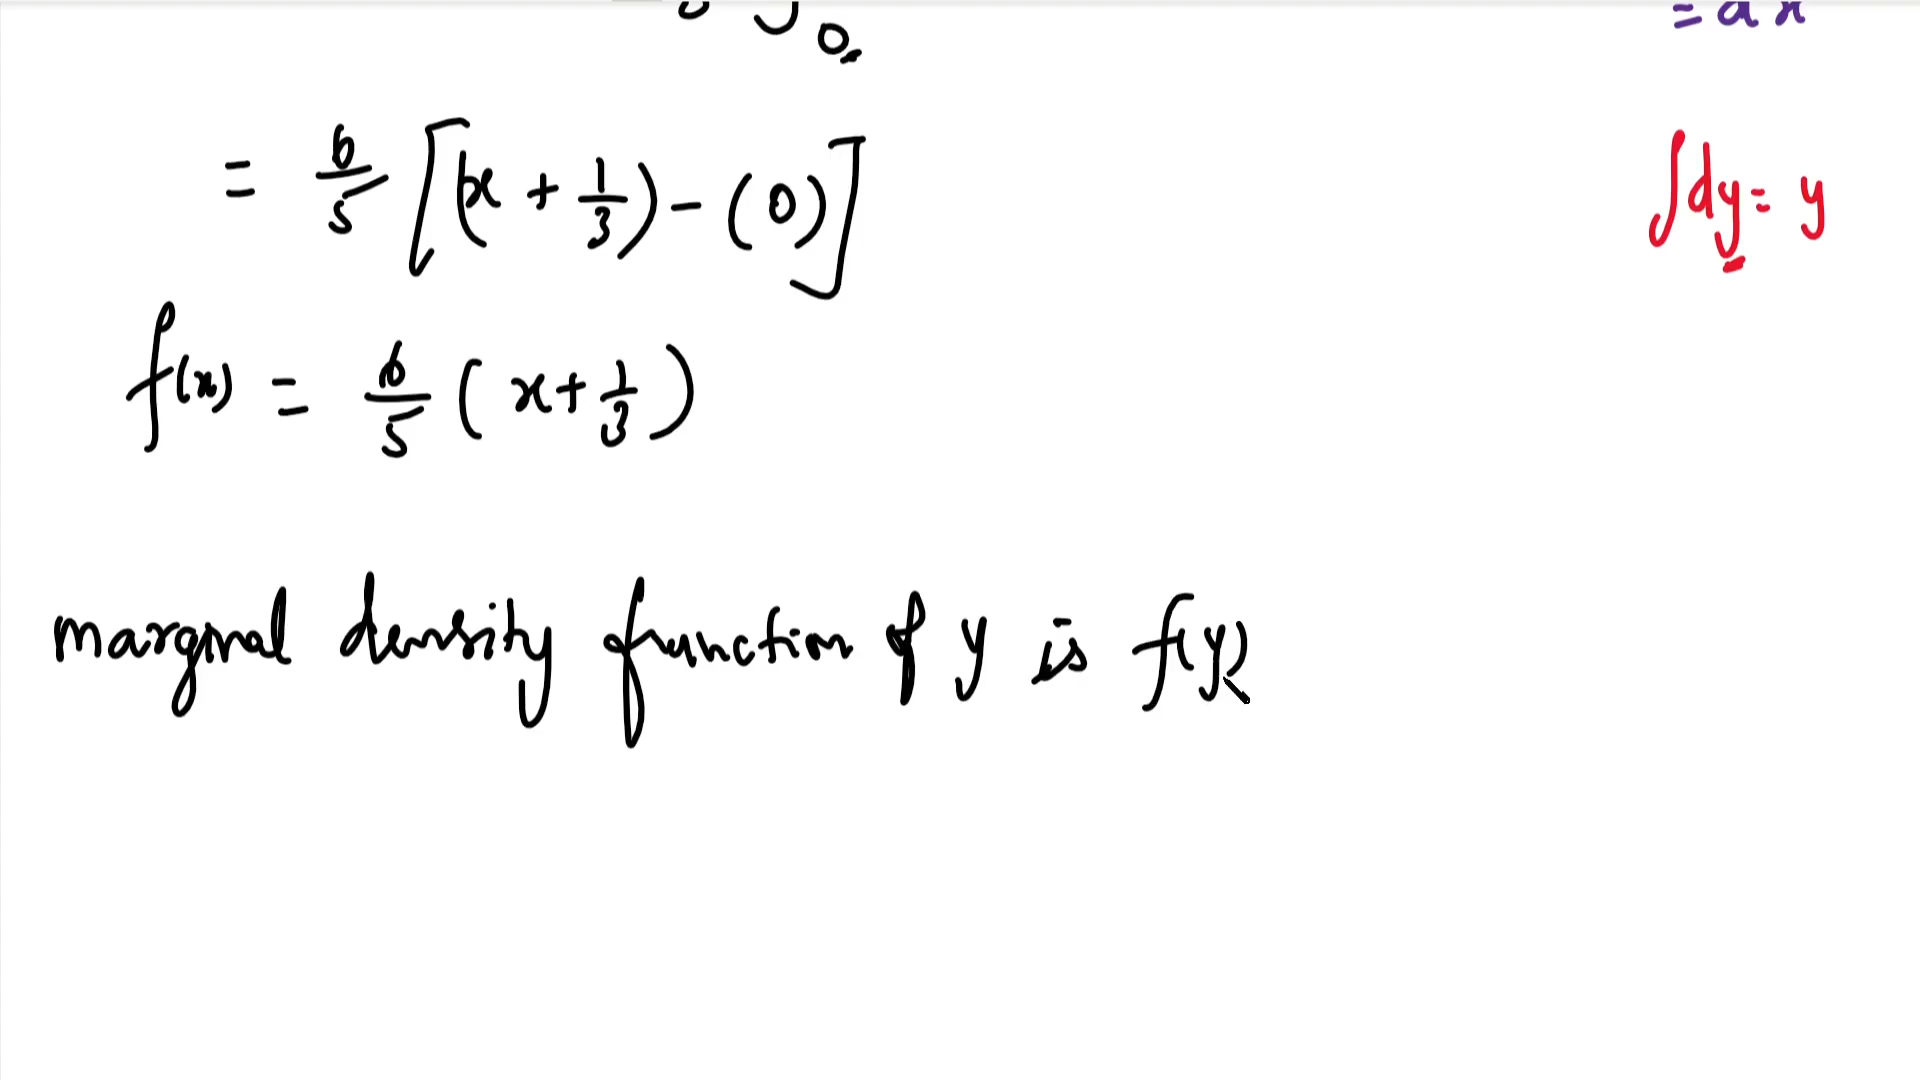 = 6/5 [(x + 1/3) - (0)]
∫dy = y
f(x) = 6/5 (x + 1/3)
marginal density function of y is f(y)